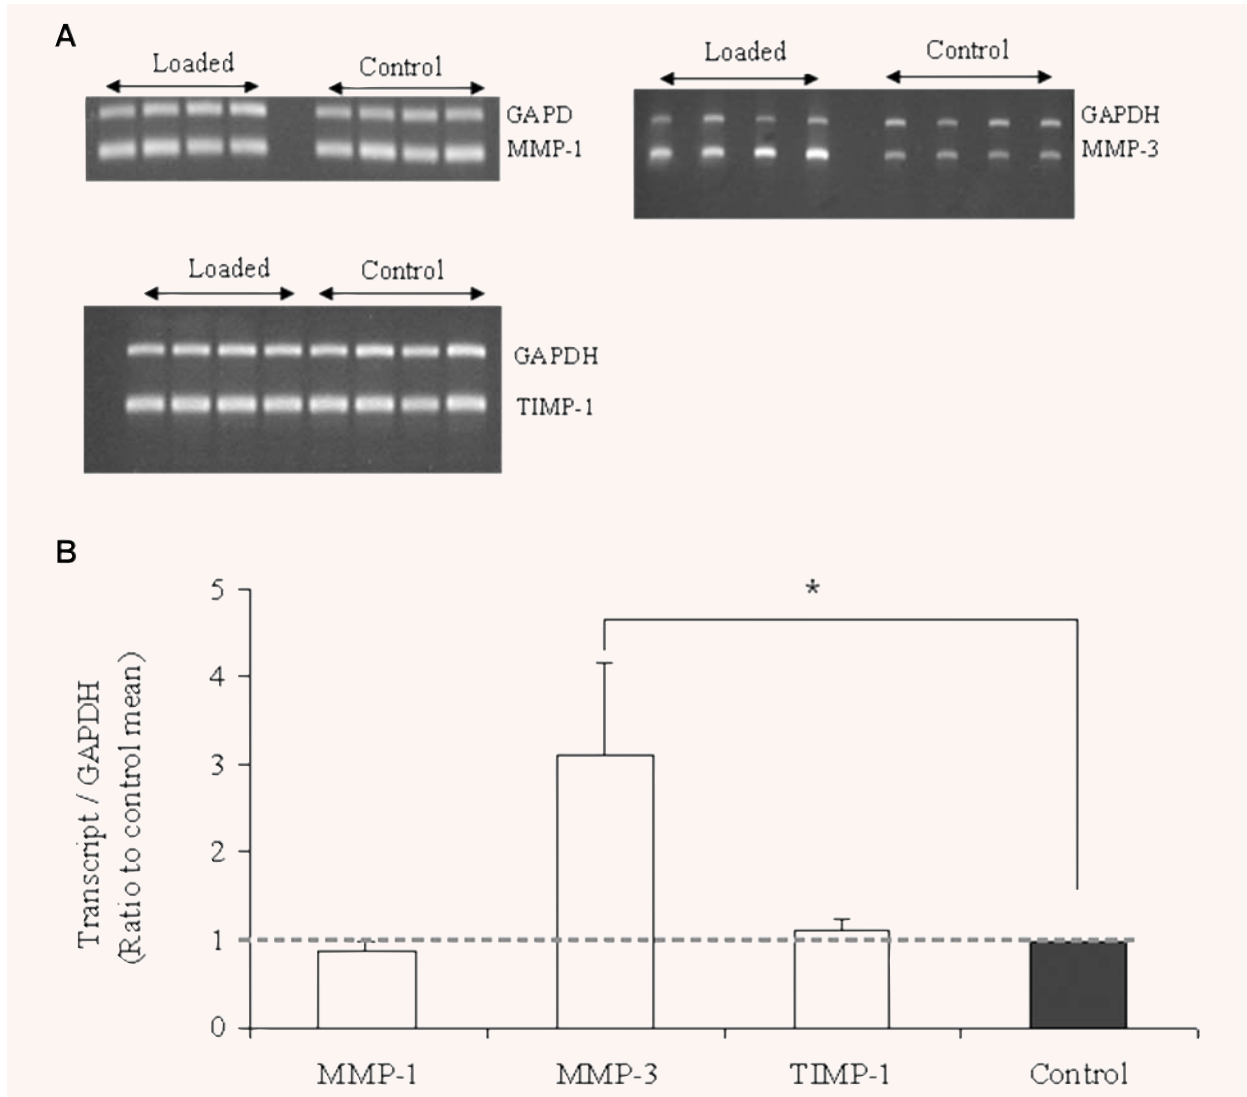 A
Loaded
Control
GAPD
MMP-1
Loaded
Control
GAPDH
MMP-3
Loaded
Control
GAPDH
TIMP-1
B
*
5
4
3
2
1
0
Transcript / GAPDH
(Ratio to control mean)
MMP-1 MMP-3 TIMP-1 Control